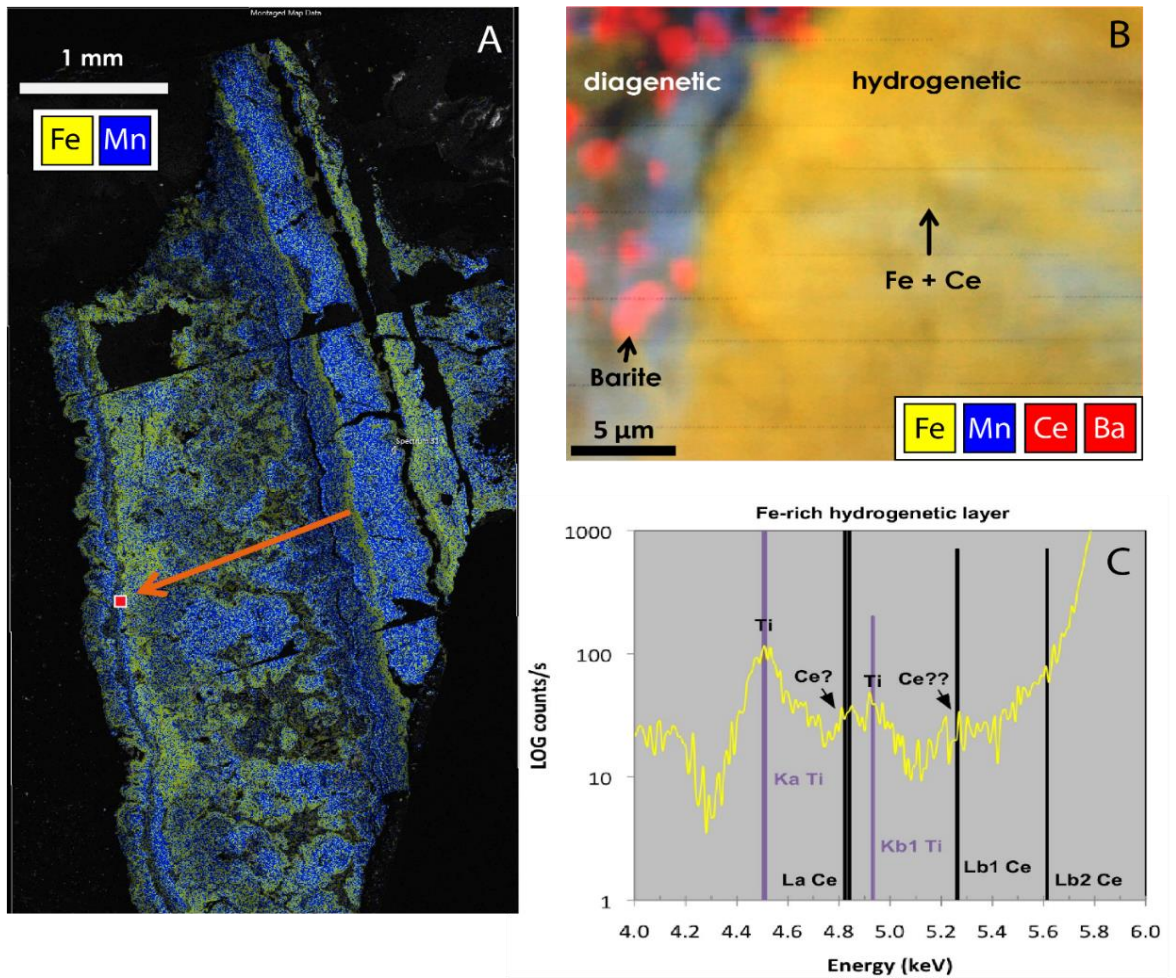 Montaged Map Data
A
1 mm
Fe Mn
Spectrum 31
B
diagenetic hydrogenetic
Fe + Ce
Barite
5 µm
Fe Mn Ce Ba
Fe-rich hydrogenetic layer
C
LOG counts/s
1000
100
10
1
Ti
Ce?
Ti
Ce??
Ka Ti
Kb1 Ti
La Ce
Lb1 Ce
Lb2 Ce
4.0 4.2 4.4 4.6 4.8 5.0 5.2 5.4 5.6 5.8 6.0
Energy (keV)